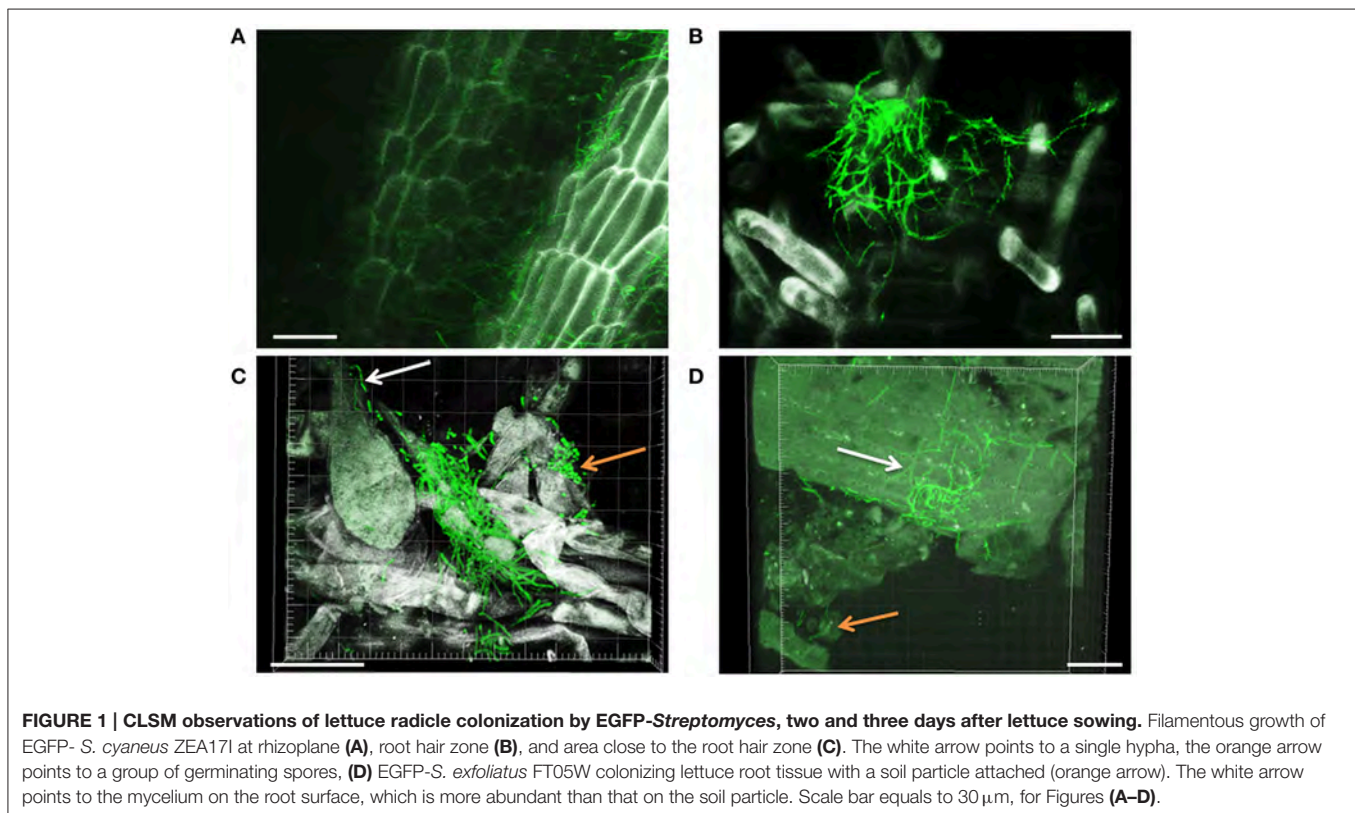 A
B
C
D
FIGURE 1 | CLSM observations of lettuce radicle colonization by EGFP-Streptomyces, two and three days after lettuce sowing. Filamentous growth of
EGFP- S. cyaneus ZEA17I at rhizoplane (A), root hair zone (B), and area close to the root hair zone (C). The white arrow points to a single hypha, the orange arrow
points to a group of germinating spores, (D) EGFP-S. exfoliatus FT05W colonizing lettuce root tissue with a soil particle attached (orange arrow). The white arrow
points to the mycelium on the root surface, which is more abundant than that on the soil particle. Scale bar equals to 30 μm, for Figures (A–D).